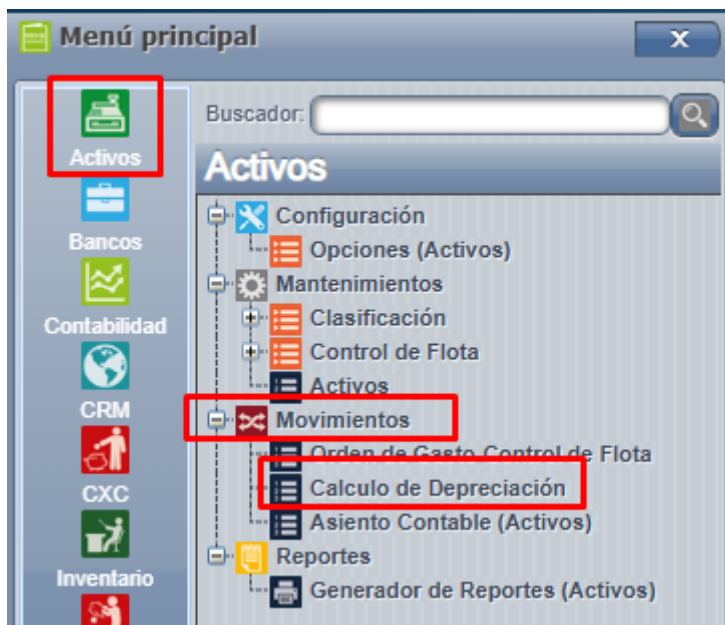 Menú principal
x
Activos
Bancos
Contabilidad
CRM
CXC
Inventario
Buscador:
Activos
Configuración
Opciones (Activos)
Mantenimientos
Clasificación
Control de Flota
Activos
Movimientos
Orden de Gasto Control de Flota
Calculo de Depreciación
Asiento Contable (Activos)
Reportes
Generador de Reportes (Activos)